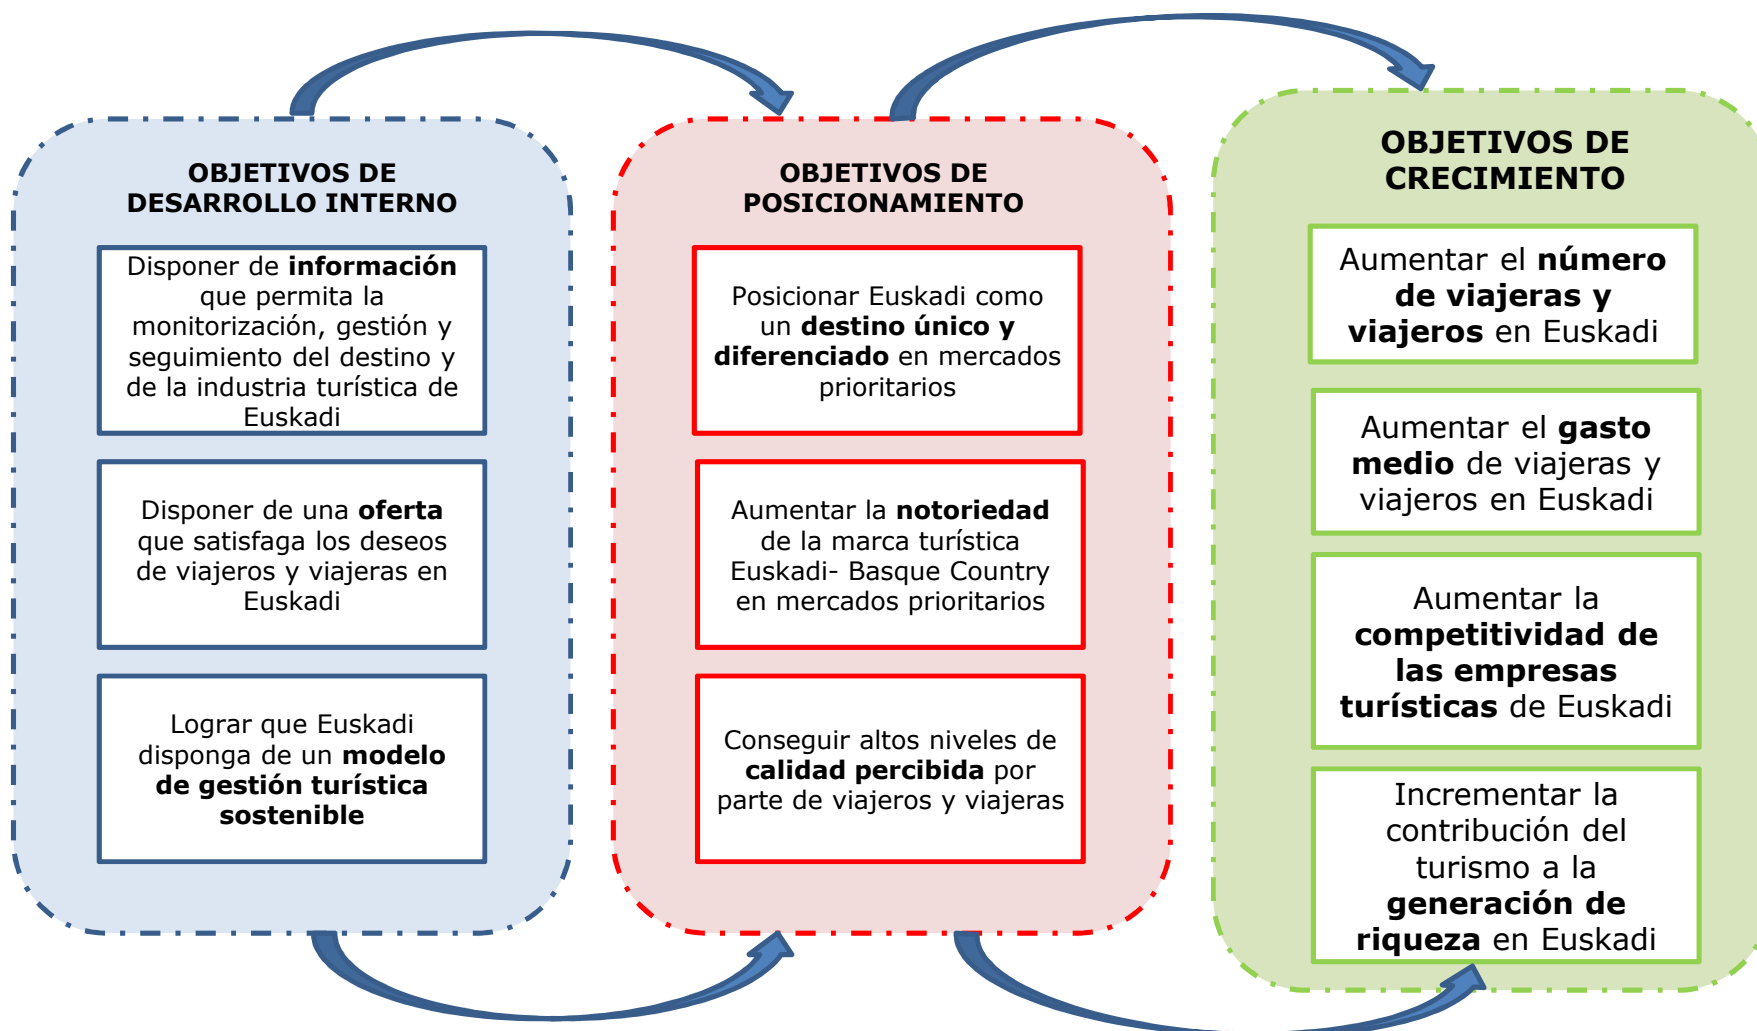 OBJETIVOS DE
DESARROLLO INTERNO
Disponer de información
que permita la
monitorización, gestión y
seguimiento del destino y
de la industria turística de
Euskadi
Disponer de una oferta
que satisfaga los deseos
de viajeros y viajeras en
Euskadi
Lograr que Euskadi
disponga de un modelo
de gestión turística
sostenible
OBJETIVOS DE
POSICIONAMIENTO
Posicionar Euskadi como
un destino único y
diferenciado en mercados
prioritarios
Aumentar la notoriedad
de la marca turística
Euskadi- Basque Country
en mercados prioritarios
Conseguir altos niveles de
calidad percibida por
parte de viajeros y viajeras
OBJETIVOS DE
CRECIMIENTO
Aumentar el número
de viajeras y
viajeros en Euskadi
Aumentar el gasto
medio de viajeras y
viajeros en Euskadi
Aumentar la
competitividad de
las empresas
turísticas de Euskadi
Incrementar la
contribución del
turismo a la
generación de
riqueza en Euskadi